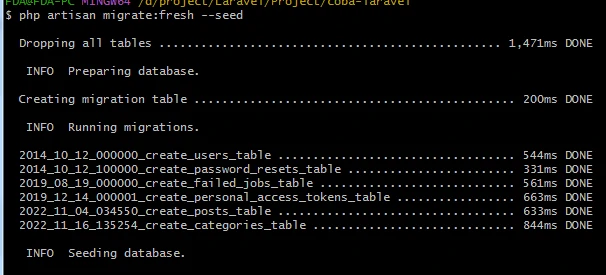 FDA@FDA-PC MINGW64 /d/project/Laravel/Project/coba-laravel
$ php artisan migrate:fresh --seed
Dropping all tables .................................................. 1,471ms DONE
INFO  Preparing database.
Creating migration table ............................................... 200ms DONE
INFO  Running migrations.
2014_10_12_000000_create_users_table ................................... 544ms DONE
2014_10_12_100000_create_password_resets_table ......................... 331ms DONE
2019_08_19_000000_create_failed_jobs_table ............................. 561ms DONE
2019_12_14_000001_create_personal_access_tokens_table .................. 663ms DONE
2022_11_04_034550_create_posts_table ................................... 633ms DONE
2022_11_16_135254_create_categories_table .............................. 844ms DONE
INFO  Seeding database.